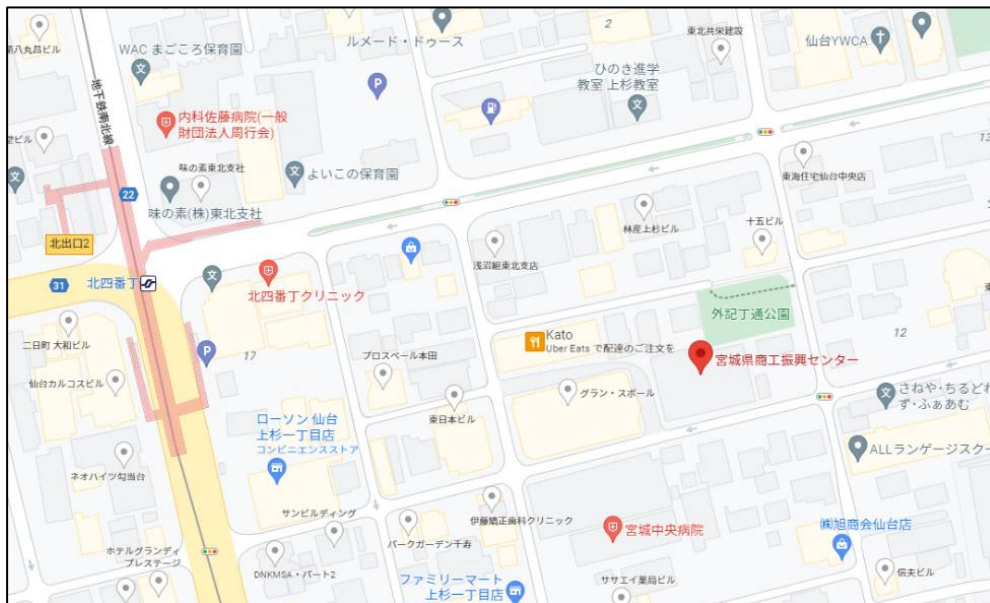 第八丸昌ビル
WAC まごころ保育園
ルメード・ドゥース
2
東北共栄建設
仙台YWCA
ひのき進学
教室 上杉教室
地下鉄南北線
P
内科佐藤病院(一般
財団法人周行会)
味の素東北支社
よいこの保育園
13
22
味の素(株)東北支社
東海住宅仙台中央店
林産上杉ビル
十五ビル
北出口2
浅沼組東北支店
31
北四番丁
北四番丁クリニック
外記丁通公園
12
二日町 大和ビル
P
17
Kato
Uber Eats で配達のご注文を
宮城県商工振興センター
プロスペール本田
仙台カルコスビル
グラン・スポール
さねや・ちるどれ
ず・ふぁあむ
東日本ビル
ローソン 仙台
上杉一丁目店
コンビニエンスストア
ALLランゲージスクー
ネオハイツ勾当台
サンビルディング
伊藤矯正歯科クリニック
宮城中央病院
㈱旭商会仙台店
パークガーデン千寿
ホテルグランディ
プレステージ
DNKMSA・パート2
ファミリーマート
上杉一丁目店
ササエイ薬局ビル
信夫ビル